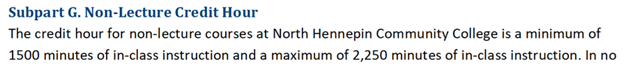 Subpart G. Non-Lecture Credit Hour
The credit hour for non-lecture courses at North Hennepin Community College is a minimum of
1500 minutes of in-class instruction and a maximum of 2,250 minutes of in-class instruction. In no